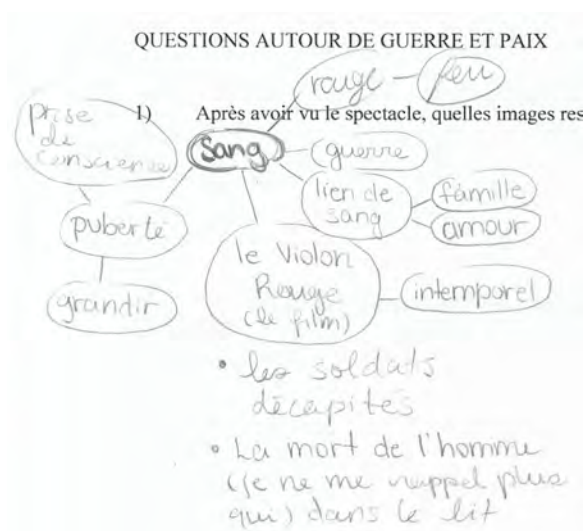 QUESTIONS AUTOUR DE GUERRE ET PAIX
rouge
feu
1) Après avoir vu le spectacle, quelles images res
prise
de
conscience
Sang
guerre
lien de
sang
famille
amour
puberté
grandir
le Violon
Rouge
(le film)
intemporel
• les soldats
décapités
• La mort de l'homme
(je ne me rappel plus
qui) dans le lit